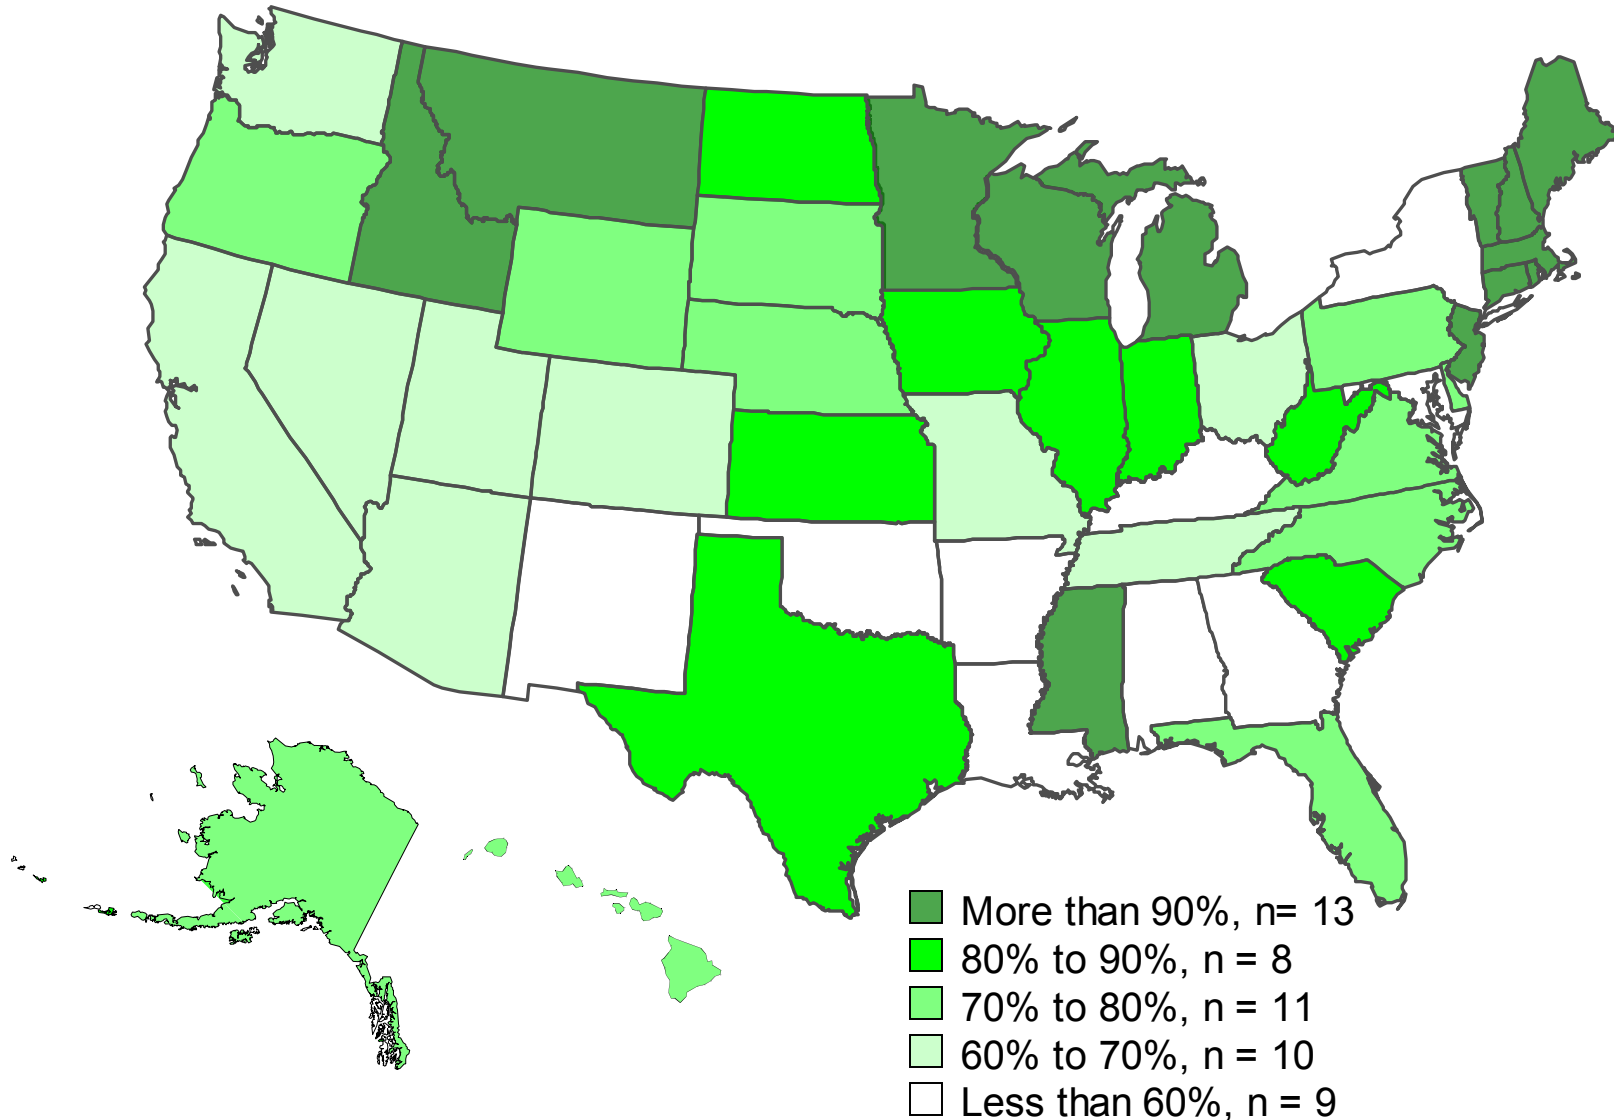 More than 90%, n= 13
80% to 90%, n = 8
70% to 80%, n = 11
60% to 70%, n = 10
Less than 60%, n = 9